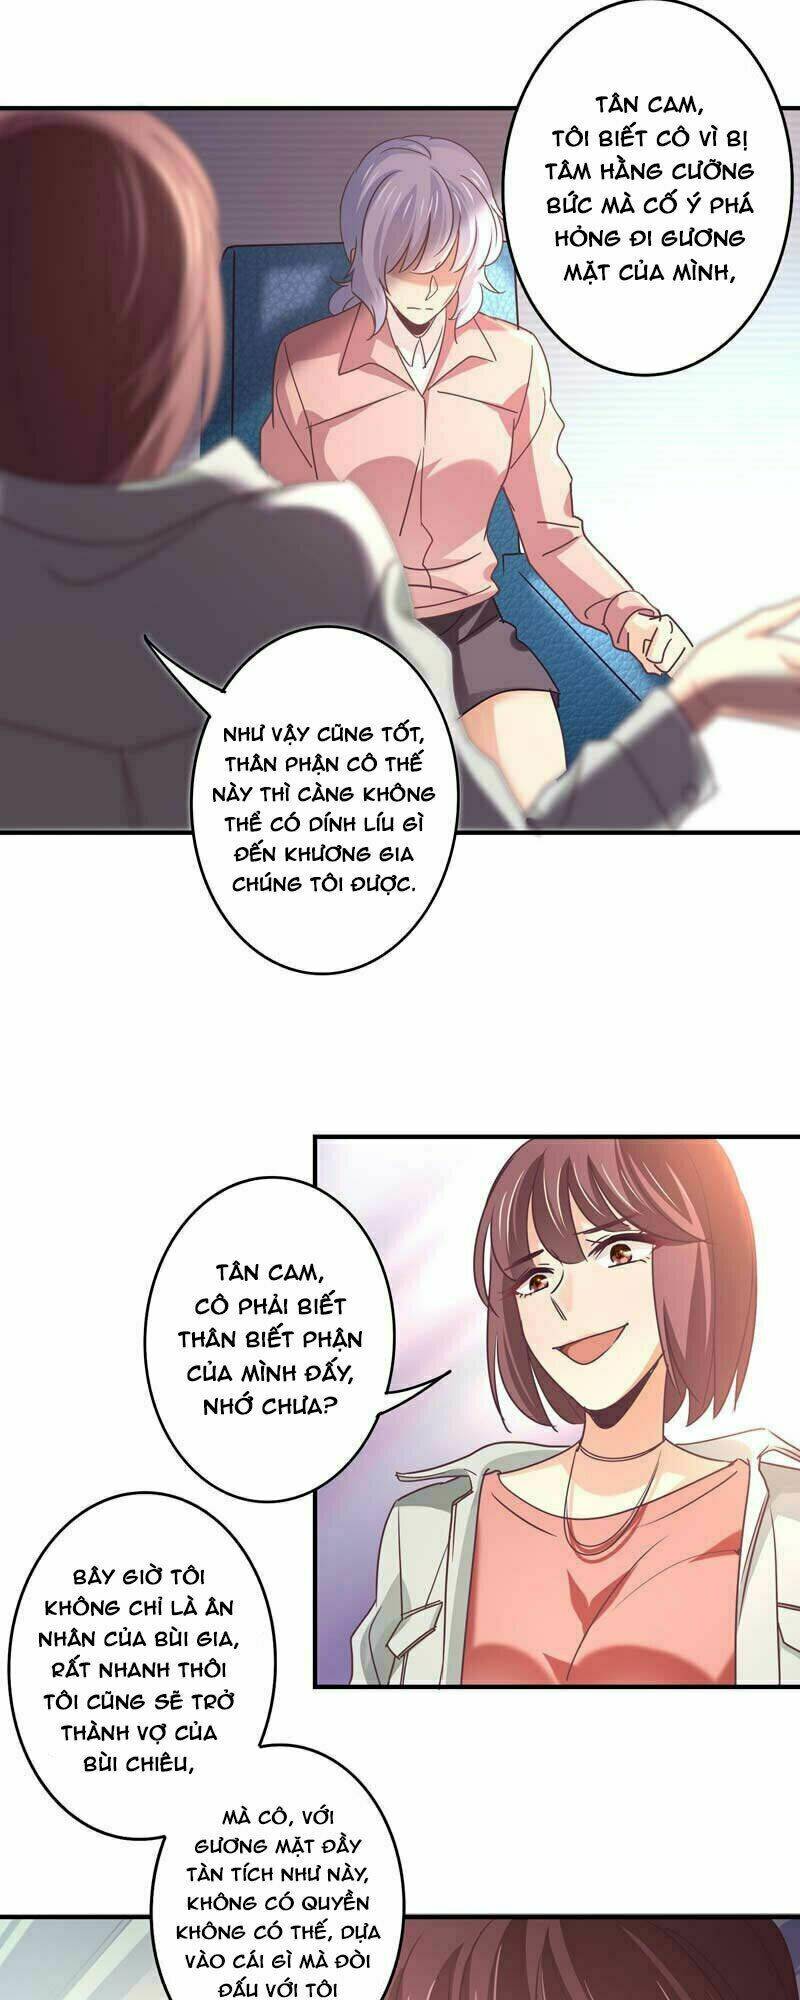 TÂN CAM,
TÔI BIẾT CÔ VÌ BỊ
TÂM HẰNG CƯỠNG
BỨC MÀ CỐ Ý PHÁ
HỎNG ĐI GƯƠNG
MẶT CỦA MÌNH,
NHƯ VẬY CŨNG TỐT,
THÂN PHẬN CÔ THẾ
NÀY THÌ CÀNG KHÔNG
THỂ CÓ DÍNH LÍU GÌ
ĐẾN KHƯƠNG GIA
CHÚNG TÔI ĐƯỢC.
TÂN CAM,
CÔ PHẢI BIẾT
THÂN BIẾT PHẬN
CỦA MÌNH ĐẤY,
NHỚ CHƯA?
BÂY GIỜ TÔI
KHÔNG CHỈ LÀ ÂN
NHÂN CỦA BÙI GIA,
RẤT NHANH THÔI
TÔI CŨNG SẼ TRỞ
THÀNH VỢ CỦA
BÙI CHIÊU,
MÀ CÔ, VỚI
GƯƠNG MẶT ĐẦY
TÀN TÍCH NHƯ NÀY,
KHÔNG CÓ QUYỀN
KHÔNG CÓ THẾ, DỰA
VÀO CÁI GÌ MÀ ĐÒI
ĐẤU VỚI TÔI